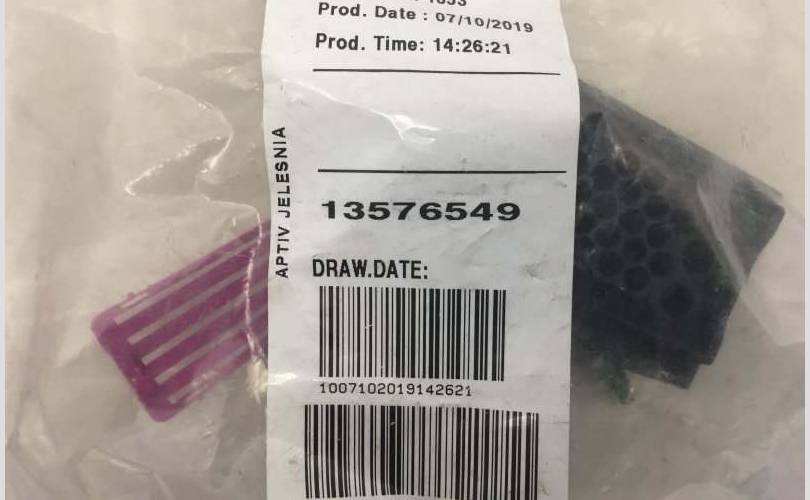 Prod. Date : 07/10/2019
Prod. Time: 14:26:21
APTIV JELESNIA
13576549
DRAW.DATE:
1007102019142621